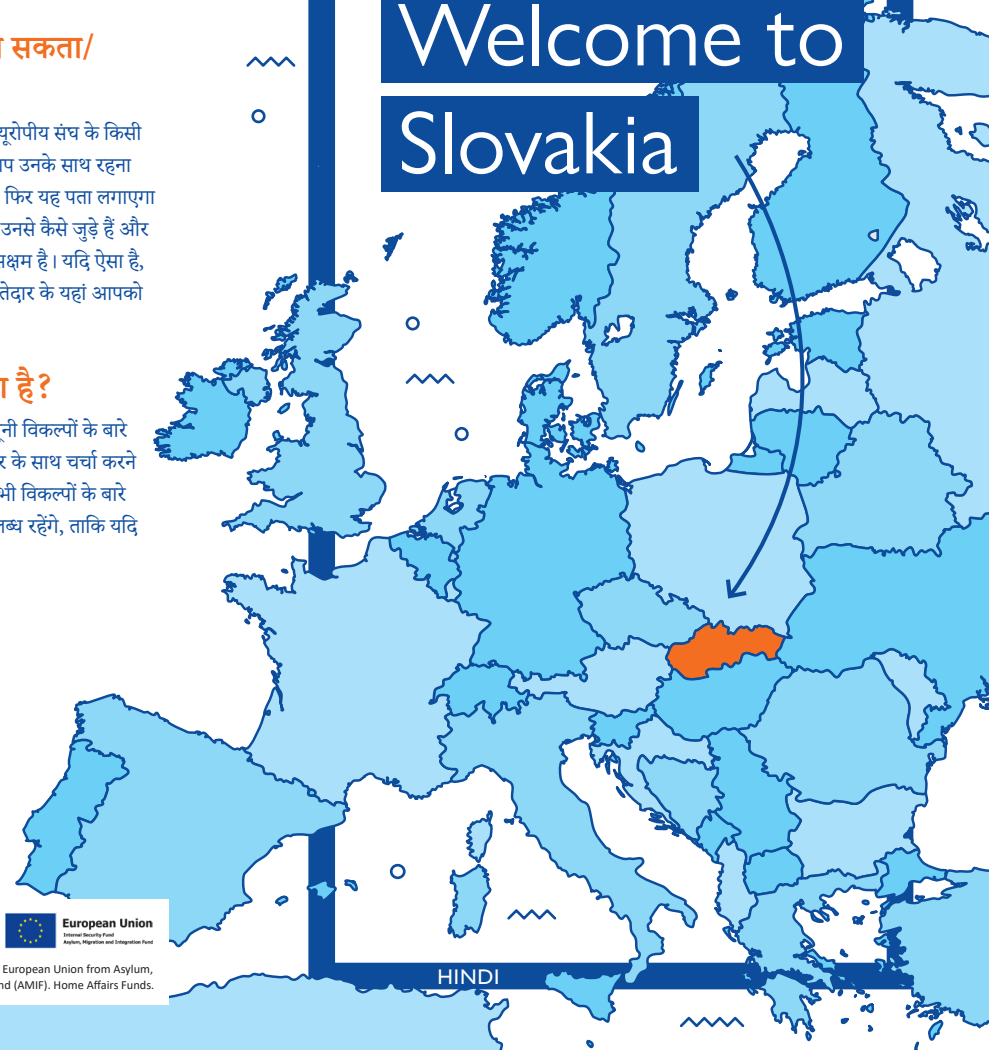 सकता/
यूरोपीय संघ के किसी
उनके साथ रहना
फिर यह पता लगाएगा
उनसे कैसे जुड़े हैं और
है। यदि ऐसा है,
के यहां आपको
है?
विकल्पों के बारे
के साथ चर्चा करने
भी विकल्पों के बारे
रहेंगे, ताकि यदि
Welcome to
Slovakia
European Union
Internal Security Fund
Asylum, Migration and Integration Fund
European Union from Asylum,
(AMIF). Home Affairs Funds.
HINDI